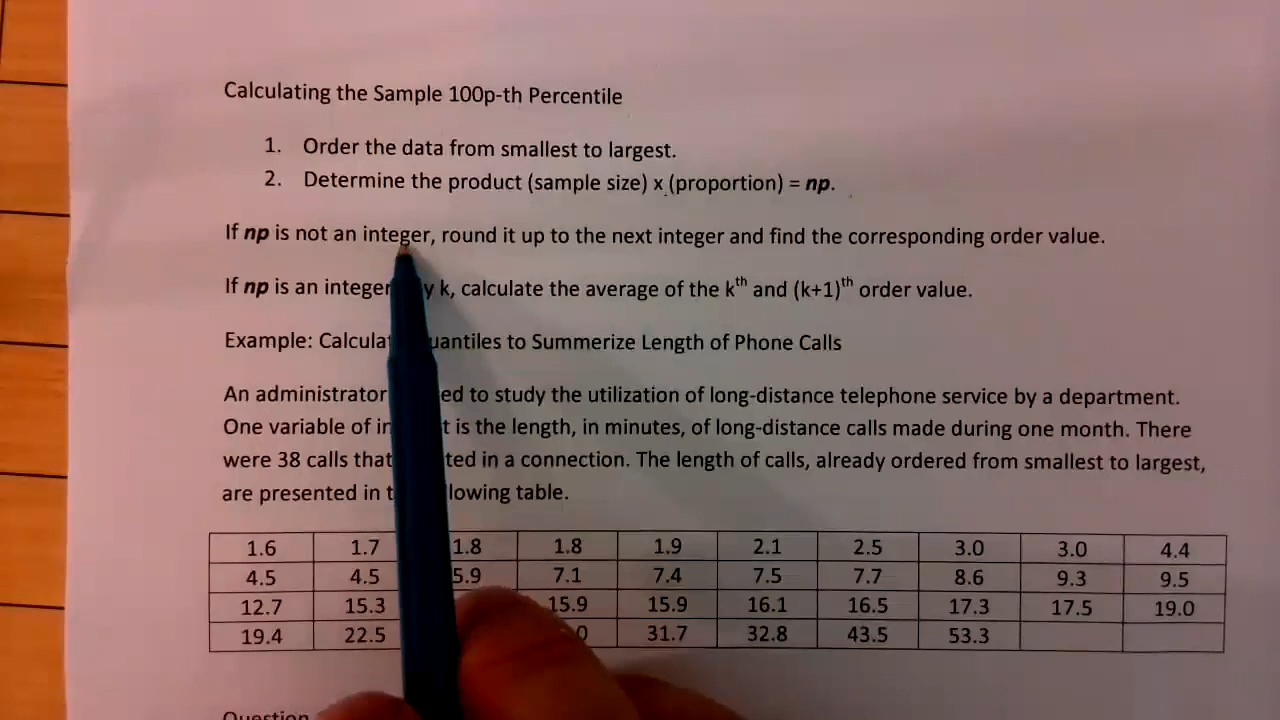 Calculating the Sample 100p-th Percentile
1. Order the data from smallest to largest.
2. Determine the product (sample size) x (proportion) = np.
If np is not an integer, round it up to the next integer and find the corresponding order value.
If np is an integer y k, calculate the average of the kth and (k+1)th order value.
Example: Calculat uantiles to Summerize Length of Phone Calls
An administrator ed to study the utilization of long-distance telephone service by a department.
One variable of in t is the length, in minutes, of long-distance calls made during one month. There
were 38 calls that ted in a connection. The length of calls, already ordered from smallest to largest,
are presented in t lowing table.
1.6 1.7 1.8 1.8 1.9 2.1 2.5 3.0 3.0 4.4
4.5 4.5 5.9 7.1 7.4 7.5 7.7 8.6 9.3 9.5
12.7 15.3 15.9 15.9 16.1 16.5 17.3 17.5 19.0
19.4 22.5 0 31.7 32.8 43.5 53.3
Question